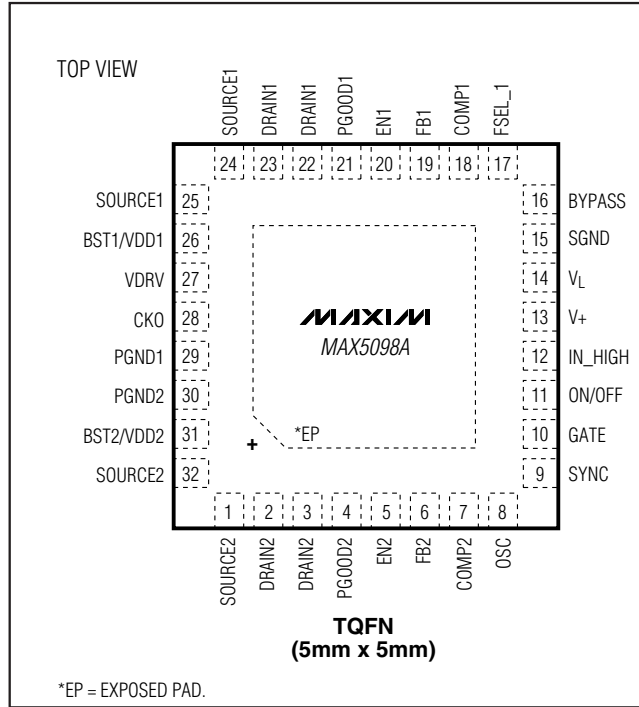 TOP VIEW
SOURCE1
DRAIN1
DRAIN1
PGOOD1
EN1
FB1
COMP1
FSEL_1
24 23 22 21 20 19 18 17
SOURCE1 25
BST1/VDD1 26
VDRV 27
CKO 28
PGND1 29
PGND2 30
BST2/VDD2 31
SOURCE2 32
16 BYPASS
15 SGND
14 VL
13 V+
12 IN_HIGH
11 ON/OFF
10 GATE
9 SYNC
MAXIM
MAX5098A
+
*EP
1 2 3 4 5 6 7 8
SOURCE2
DRAIN2
DRAIN2
PGOOD2
EN2
FB2
COMP2
OSC
TQFN
(5mm x 5mm)
*EP = EXPOSED PAD.